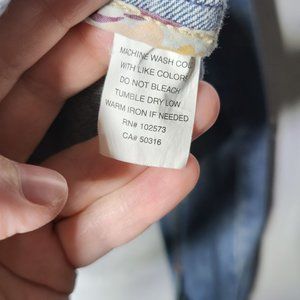 MACHINE WASH COLD
WITH LIKE COLORS
DO NOT BLEACH
TUMBLE DRY LOW
WARM IRON IF NEEDED
RN# 102573
CA# 50316